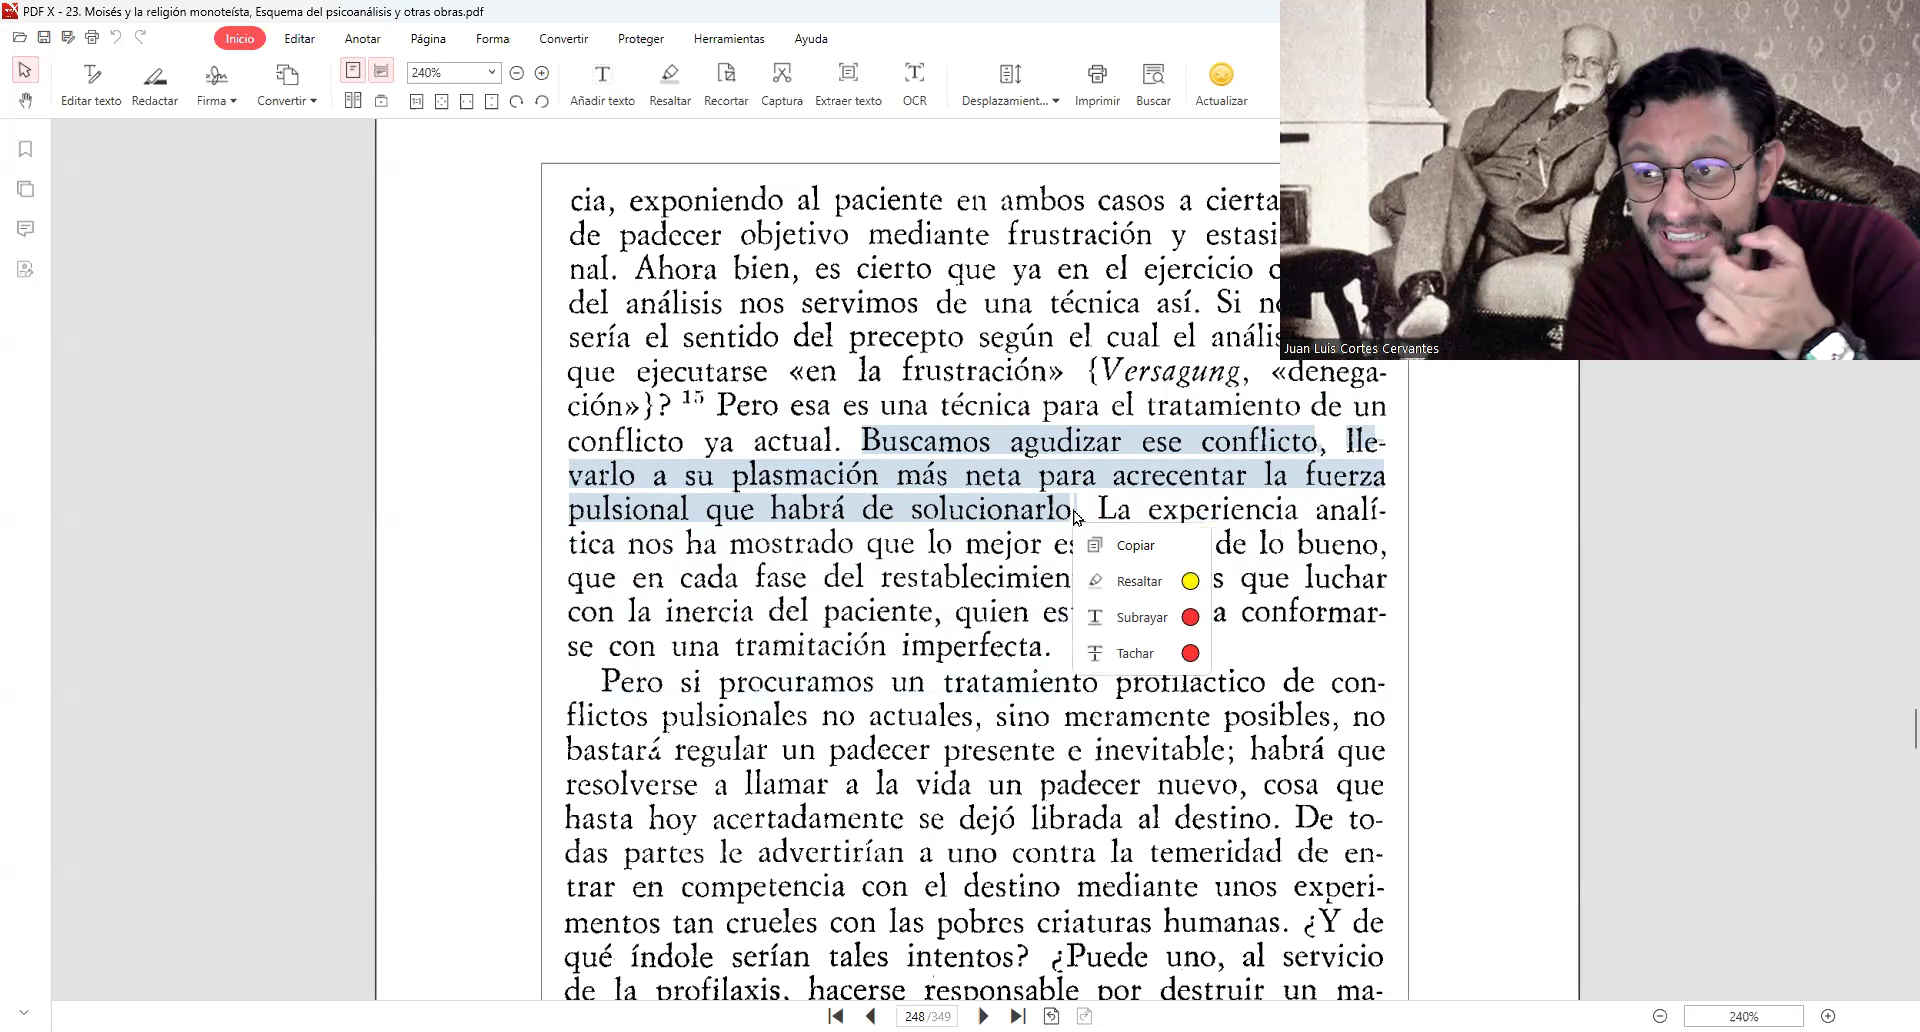 PDF X - 23. Moisés y la religión monoteísta, Esquema del psicoanálisis y otras obras.pdf
Inicio Editar Anotar Página Forma Convertir Proteger Herramientas Ayuda
240%
Editar texto Redactar Firma Convertir Añadir texto Resaltar Recortar Captura Extraer texto OCR Desplazamient... Imprimir Buscar Actualizar
Juan Luis Cortes Cervantes
cia, exponiendo al paciente en ambos casos a cierta
de padecer objetivo mediante frustración y estasi
nal. Ahora bien, es cierto que ya en el ejercicio
del análisis nos servimos de una técnica así. Si
sería el sentido del precepto según el cual el anális
que ejecutarse «en la frustración» {Versagung, «denega-
ción»}? 15 Pero esa es una técnica para el tratamiento de un
conflicto ya actual. Buscamos agudizar ese conflicto, lle-
varlo a su plasmación más neta para acrecentar la fuerza
pulsional que habrá de solucionarlo. La experiencia analí-
tica nos ha mostrado que lo mejor es de lo bueno,
que en cada fase del restablecimien s que luchar
con la inercia del paciente, quien es a conformar-
se con una tramitación imperfecta.
Copiar
Resaltar
Subrayar
Tachar
Pero si procuramos un tratamiento profiláctico de con-
flictos pulsionales no actuales, sino meramente posibles, no
bastará regular un padecer presente e inevitable; habrá que
resolverse a llamar a la vida un padecer nuevo, cosa que
hasta hoy acertadamente se dejó librada al destino. De to-
das partes le advertirían a uno contra la temeridad de en-
trar en competencia con el destino mediante unos experi-
mentos tan crueles con las pobres criaturas humanas. ¿Y de
qué índole serían tales intentos? ¿Puede uno, al servicio
de la profilaxis, hacerse responsable por destruir un ma-
248 /349
240%